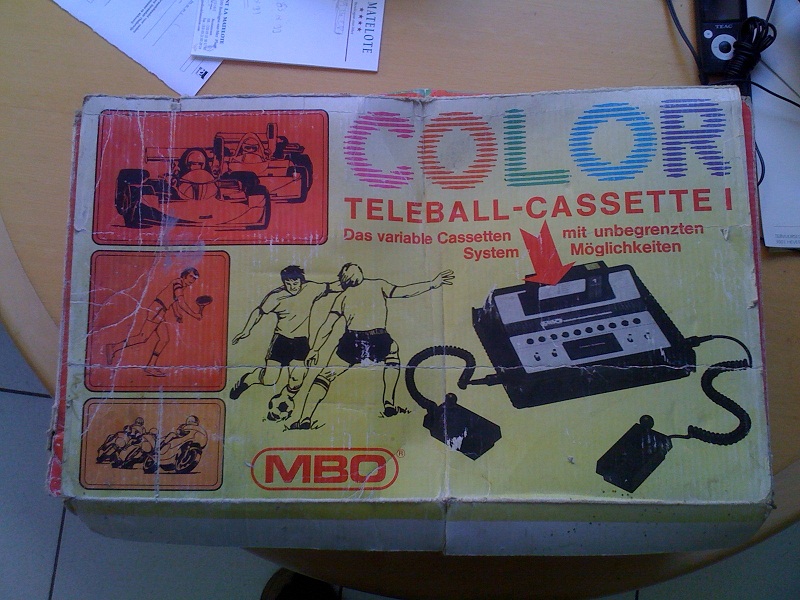 MATELOTE
TEAC
COLOR
TELEBALL-CASSETTE I
Das variable Cassetten
System
mit unbegrenzten
Möglichkeiten
MBO®